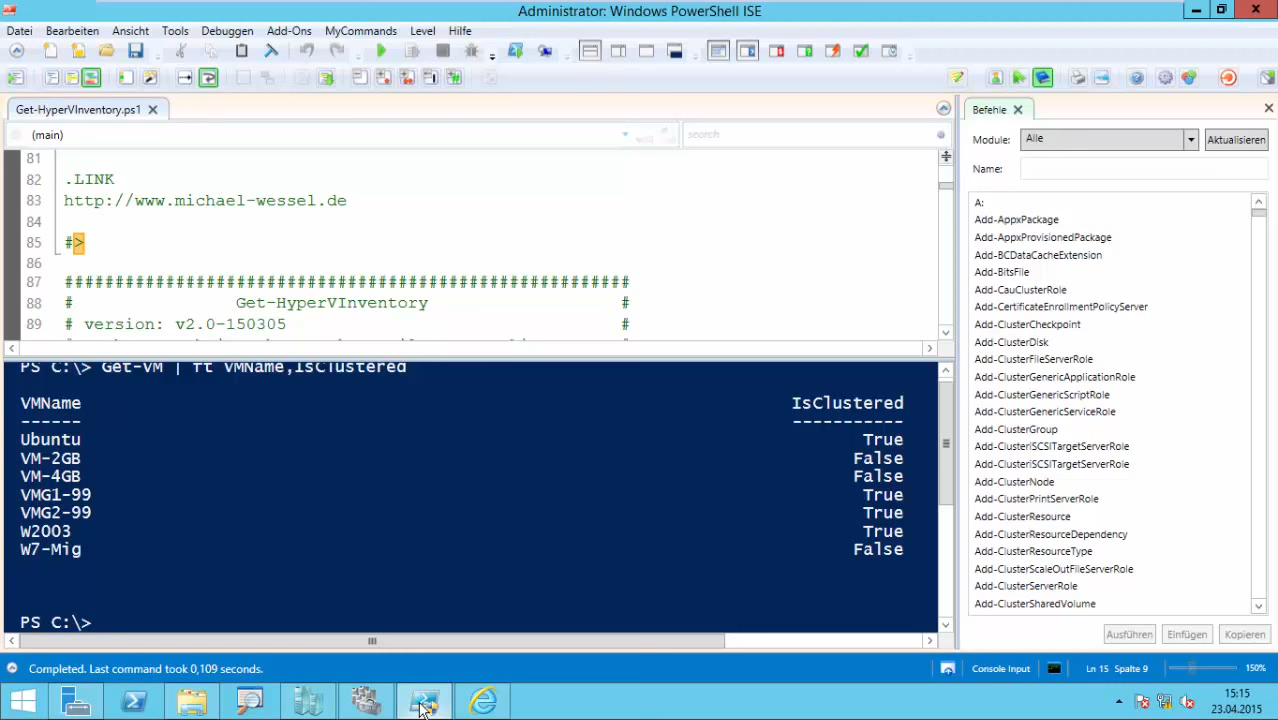 Administrator: Windows PowerShell ISE
Datei Bearbeiten Ansicht Tools Debuggen Add-Ons MyCommands Level Hilfe
Get-HyperVInventory.ps1
(main)
search
81
82 .LINK
83 http://www.michael-wessel.de
84
85 #>
86
87 ########################################################
88 # Get-HyperVInventory #
89 # version: v2.0-150305 #
PS C:\> Get-VM | ft VMName,IsClustered
VMName IsClustered
------ -----------
Ubuntu True
VM-2GB False
VM-4GB False
VMG1-99 True
VMG2-99 True
W2003 True
W7-Mig False
PS C:\>
Befehle
Module: Alle Aktualisieren
Name:
A:
Add-AppxPackage
Add-AppxProvisionedPackage
Add-BCDataCacheExtension
Add-BitsFile
Add-CauClusterRole
Add-CertificateEnrollmentPolicyServer
Add-ClusterCheckpoint
Add-ClusterDisk
Add-ClusterFileServerRole
Add-ClusterGenericApplicationRole
Add-ClusterGenericScriptRole
Add-ClusterGenericServiceRole
Add-ClusterGroup
Add-ClusteriSCSITargetServerRole
Add-ClusteriSCSITargetServerRole
Add-ClusterNode
Add-ClusterPrintServerRole
Add-ClusterResource
Add-ClusterResourceDependency
Add-ClusterResourceType
Add-ClusterScaleOutFileServerRole
Add-ClusterServerRole
Add-ClusterSharedVolume
Ausführen Einfügen Kopieren
Completed. Last command took 0,109 seconds.
Console Input
Ln 15 Spalte 9
150%
15:15
23.04.2015